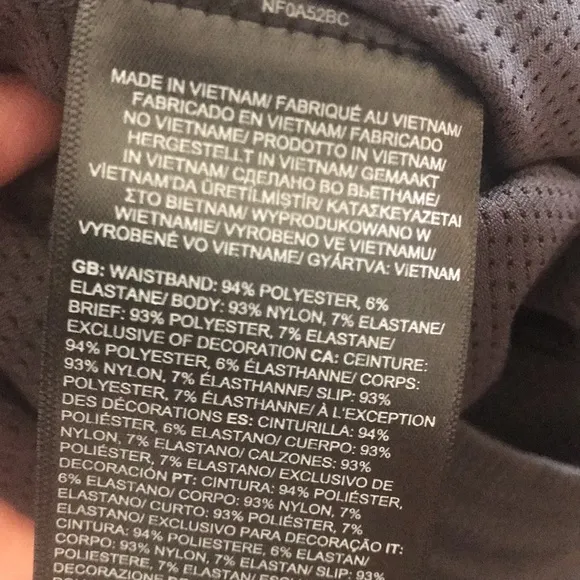 NF0A52BC
MADE IN VIETNAM/ FABRIQUÉ AU VIETNAM/
FABRICADO EN VIETNAM/ FABRICADO
NO VIETNAME/ PRODOTTO IN VIETNAM/
HERGESTELLT IN VIETNAM/ GEMAAKT
IN VIETNAM/ СДЕЛАНО ВО ВЬЕТНАМЕ/
VİETNAM'DA ÜRETİLMİŞTİR/ ΚΑΤΑΣΚΕΥΑΖΕΤΑΙ
ΣΤΟ ΒΙΕΤΝΑΜ/ WYPRODUKOWANO W
WIETNAMIE/ VYROBENO VE VIETNAMU/
VYROBENÉ VO VIETNAME/ GYÁRTVA: VIETNAM
GB: WAISTBAND: 94% POLYESTER, 6%
ELASTANE/ BODY: 93% NYLON, 7% ELASTANE/
BRIEF: 93% POLYESTER, 7% ELASTANE/
EXCLUSIVE OF DECORATION CA: CEINTURE:
94% POLYESTER, 6% ÉLASTHANNE/ CORPS:
93% NYLON, 7% ÉLASTHANNE/ SLIP: 93%
POLYESTER, 7% ÉLASTHANNE/ À L'EXCEPTION
DES DÉCORATIONS ES: CINTURILLA: 94%
POLIÉSTER, 6% ELASTANO/ CUERPO: 93%
NYLON, 7% ELASTANO/ CALZONES: 93%
POLIÉSTER, 7% ELASTANO/ EXCLUSIVO DE
DECORACIÓN PT: CINTURA: 94% POLIÉSTER,
6% ELASTANO/ CORPO: 93% NYLON, 7%
ELASTANO/ CURTO: 93% POLIÉSTER, 7%
ELASTANO/ EXCLUSIVO PARA DECORAÇÃO IT:
CINTURA: 94% POLIESTERE, 6% ELASTAN/
CORPO: 93% NYLON, 7% ELASTAN/ SLIP: 93%
POLIESTERE, 7% ELASTAN/
DECORAZIONE